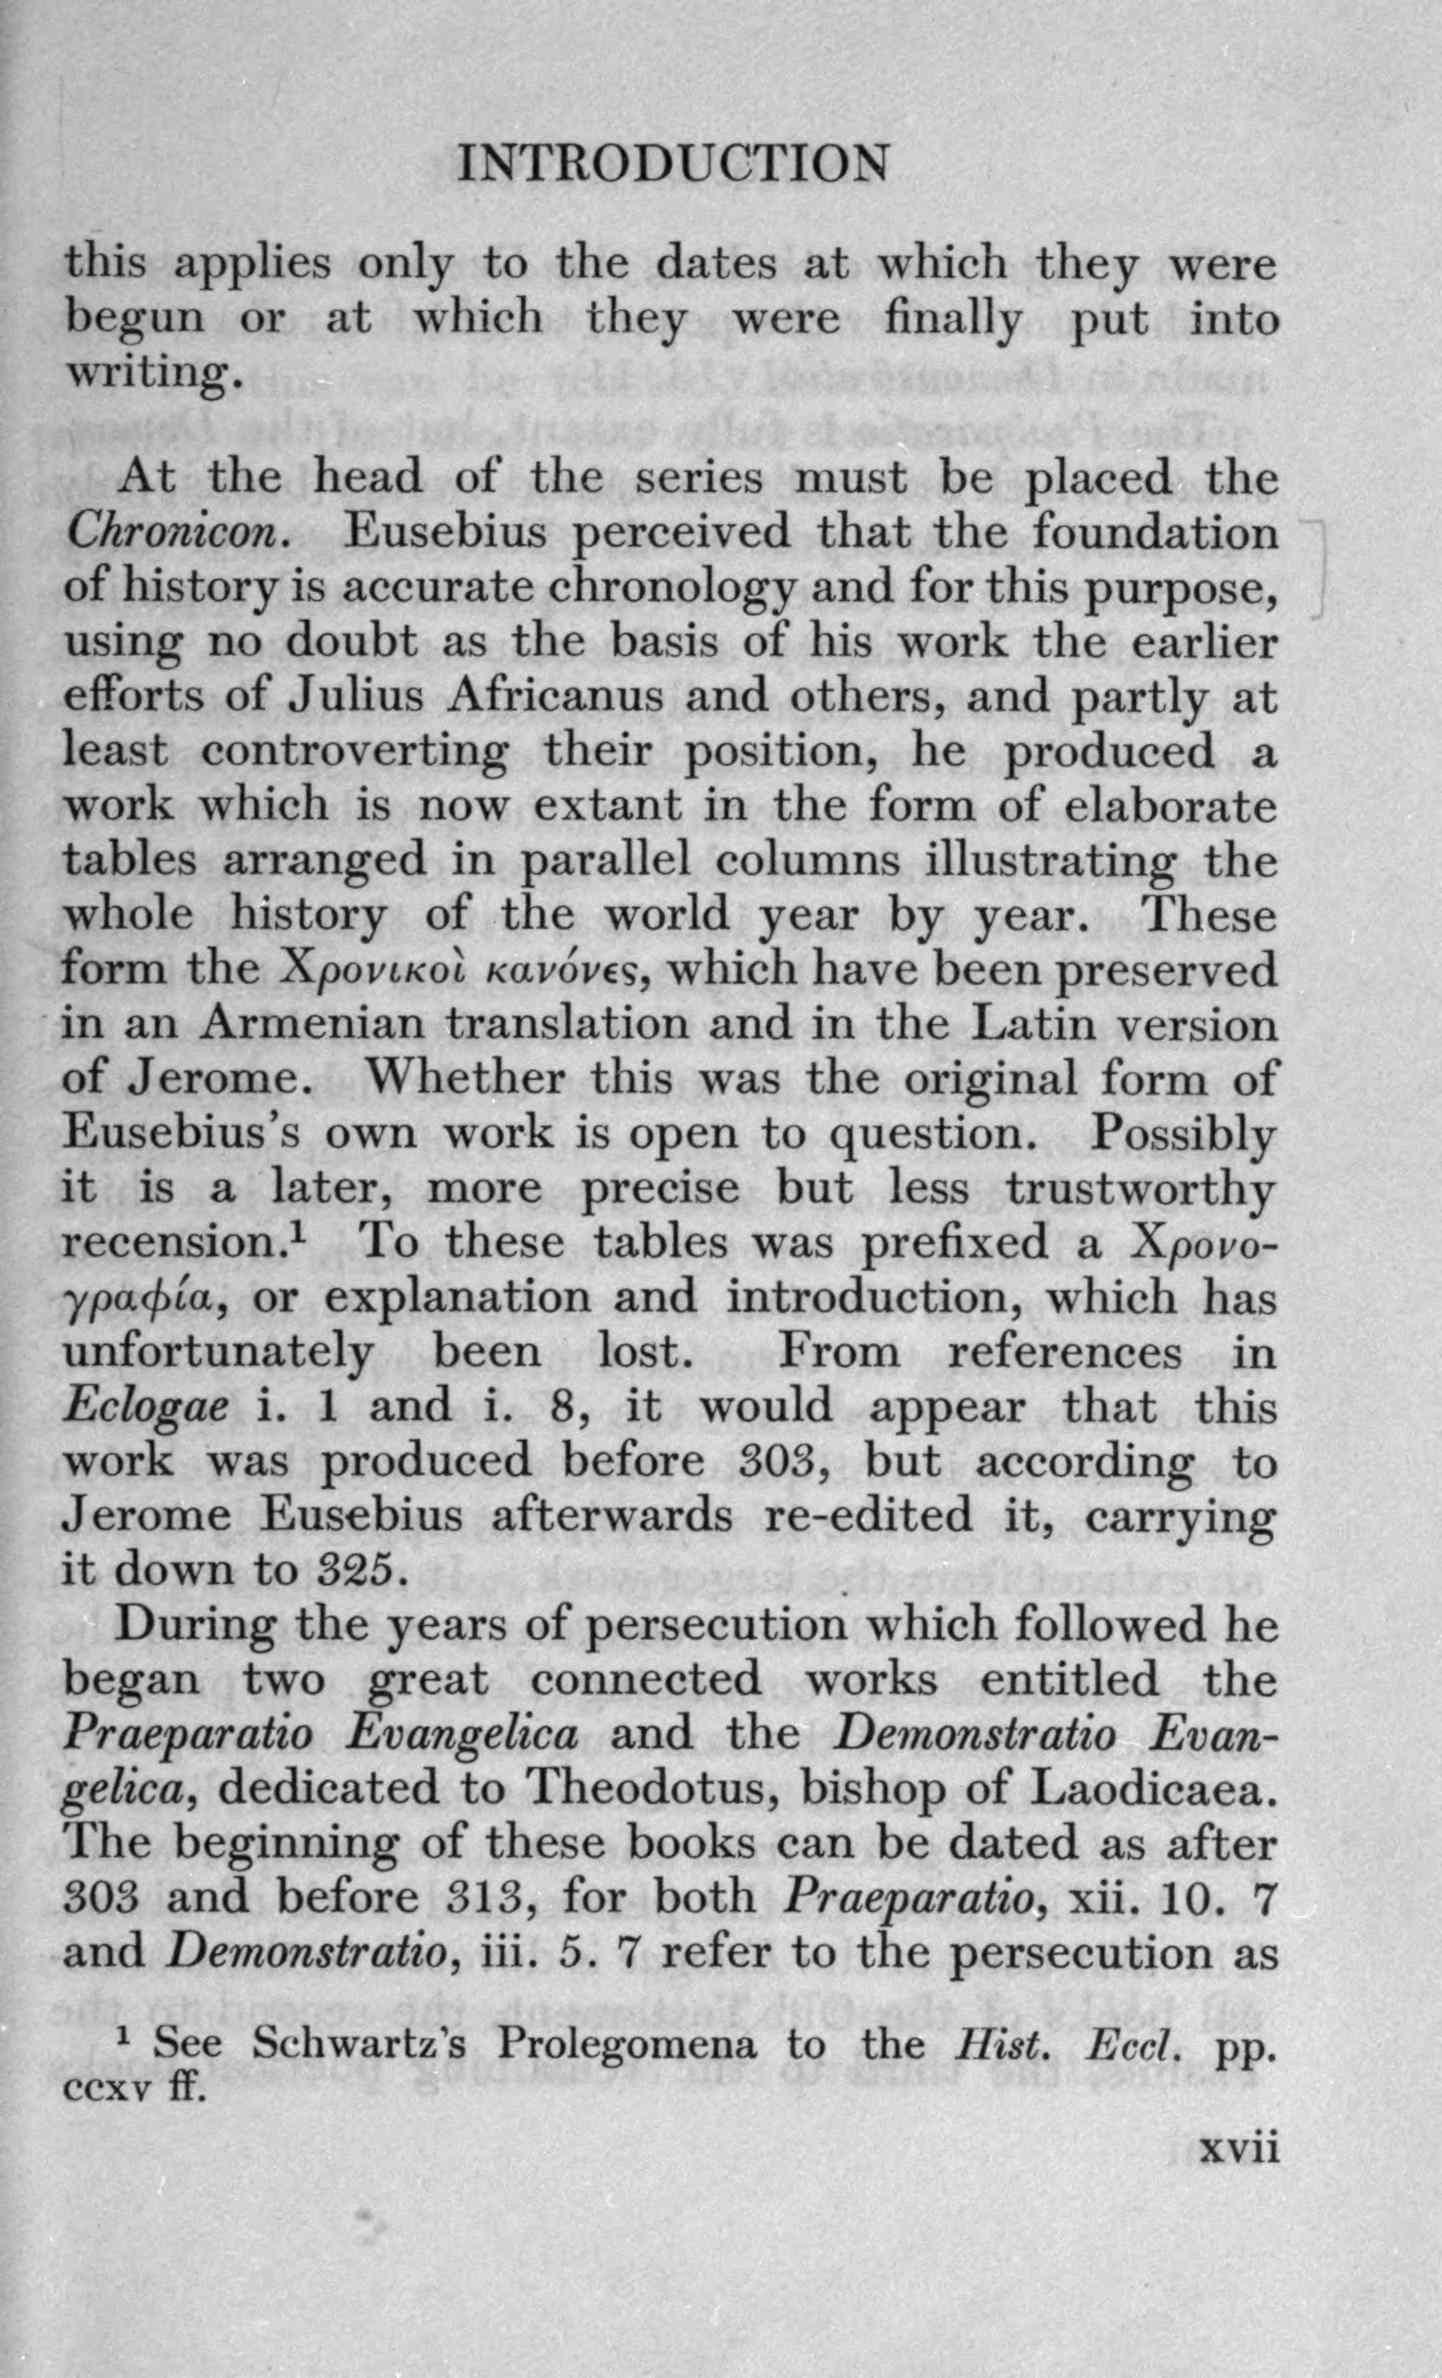 INTRODUCTION
this applies only to the dates at which they were
begun or at which they were finally put into
writing.
At the head of the series must be placed the
Chronicon. Eusebius perceived that the foundation
of history is accurate chronology and for this purpose,
using no doubt as the basis of his work the earlier
efforts of Julius Africanus and others, and partly at
least controverting their position, he produced a
work which is now extant in the form of elaborate
tables arranged in parallel columns illustrating the
whole history of the world year by year. These
form the Χρονικοὶ κανόνες, which have been preserved
in an Armenian translation and in the Latin version
of Jerome. Whether this was the original form of
Eusebius's own work is open to question. Possibly
it is a later, more precise but less trustworthy
recension.¹ To these tables was prefixed a Χρονο-
γραφία, or explanation and introduction, which has
unfortunately been lost. From references in
Eclogae i. 1 and i. 8, it would appear that this
work was produced before 303, but according to
Jerome Eusebius afterwards re-edited it, carrying
it down to 325.
During the years of persecution which followed he
began two great connected works entitled the
Praeparatio Evangelica and the Demonstratio Evan-
gelica, dedicated to Theodotus, bishop of Laodicaea.
The beginning of these books can be dated as after
303 and before 313, for both Praeparatio, xii. 10. 7
and Demonstratio, iii. 5. 7 refer to the persecution as
¹ See Schwartz's Prolegomena to the Hist. Eccl. pp.
ccxv ff.
xvii